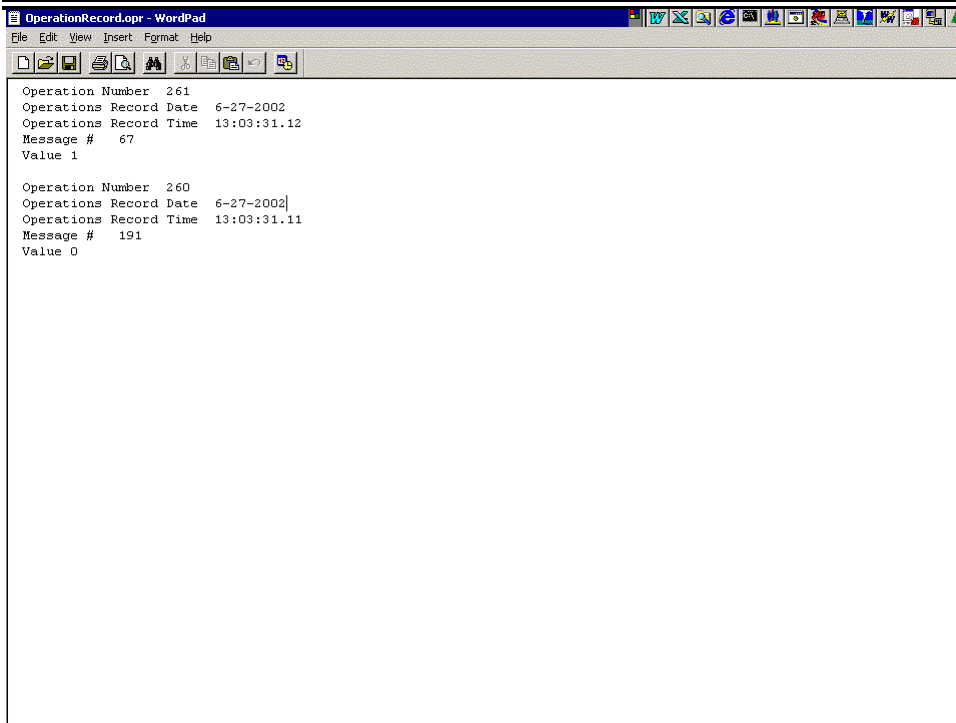 OperationRecord.opr - WordPad
File Edit View Insert Format Help
Operation Number 261
Operations Record Date 6-27-2002
Operations Record Time 13:03:31.12
Message # 67
Value 1
Operation Number 260
Operations Record Date 6-27-2002
Operations Record Time 13:03:31.11
Message # 191
Value 0